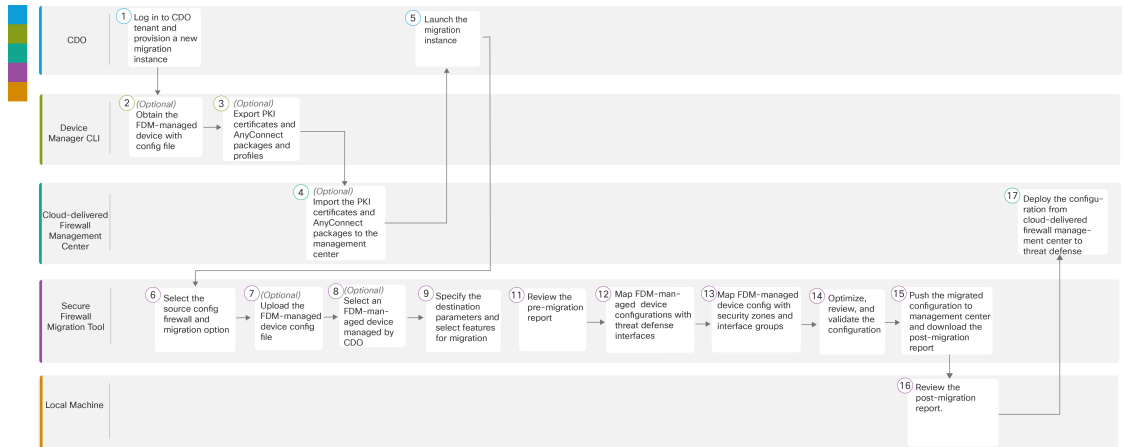 CDO
1
Log in to CDO
tenant and
provision a new
migration
instance
5
Launch the
migration
instance
Device
Manager CLI
2
(Optional)
Obtain the
FDM-managed
device with
config file
3
(Optional)
Export PKI
certificates and
AnyConnect
packages and
profiles
Cloud-delivered
Firewall
Management
Center
4
(Optional)
Import the PKI
certificates and
AnyConnect
packages to the
management
center
17
Deploy the configu-
ration from
cloud-delivered
firewall manage-
ment center to
threat defense
Secure
Firewall
Migration Tool
6
Select the
source config
firewall and
migration option
7
(Optional)
Upload the
FDM-managed
device config
file
8
(Optional)
Select an
FDM-man-
aged device
managed by
CDO
9
Specify the
destination
parameters and
select features
for migration
11
Review the
pre-migration
report
12
Map FDM-man-
aged device
configurations with
threat defense
interfaces
13
Map FDM-managed
device config with
security zones and
interface groups
14
Optimize,
review, and
validate the
configuration
15
Push the migrated
configuration to
management center
and download the
post-migration
report
Local Machine
16
Review the
post-migration
report.